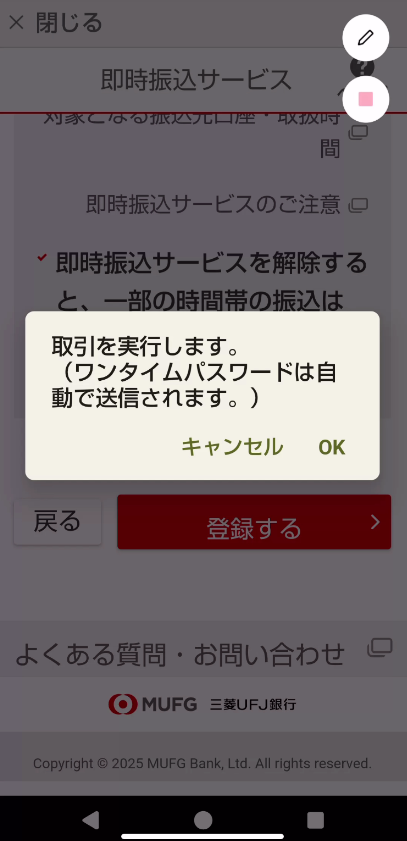 × 閉じる
即時振込サービス
?
対象となる振込先口座・取扱時
間
即時振込サービスのご注意
即時振込サービスを解除する
と、一部の時間帯の振込は
取引を実行します。
（ワンタイムパスワードは自
動で送信されます。）
キャンセル OK
戻る 登録する
よくある質問・お問い合わせ
MUFG 三菱UFJ銀行
Copyright © 2025 MUFG Bank, Ltd. All rights reserved.